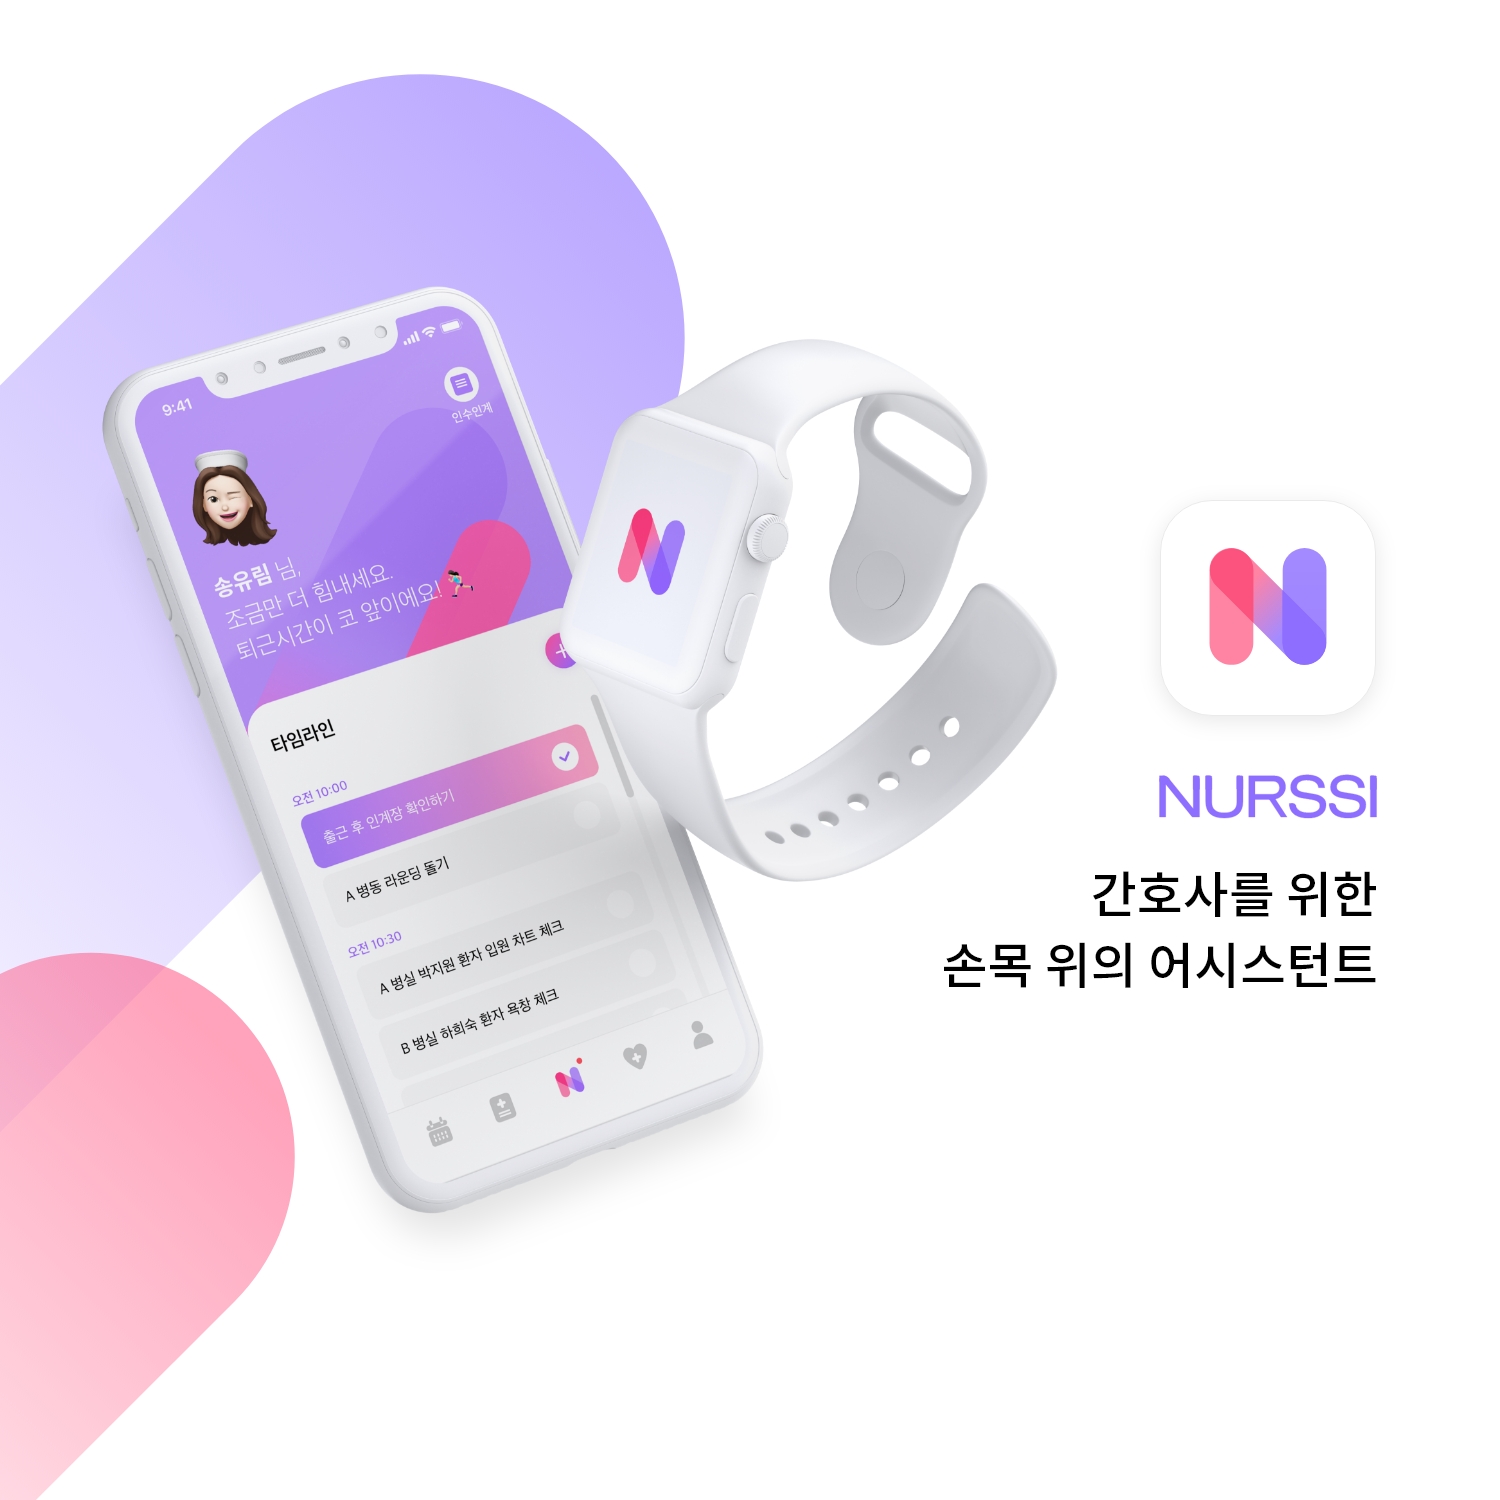 9:41
인수인계
송유림 님,
조금만 더 힘내세요.
퇴근시간이 코 앞이에요!
타임라인
오전 10:00
출근 후 인계장 확인하기
A 병동 라운딩 돌기
오전 10:30
A 병실 박지원 환자 입원 차트 체크
B 병실 하희숙 환자 욕창 체크
NURSSI
간호사를 위한
손목 위의 어시스턴트